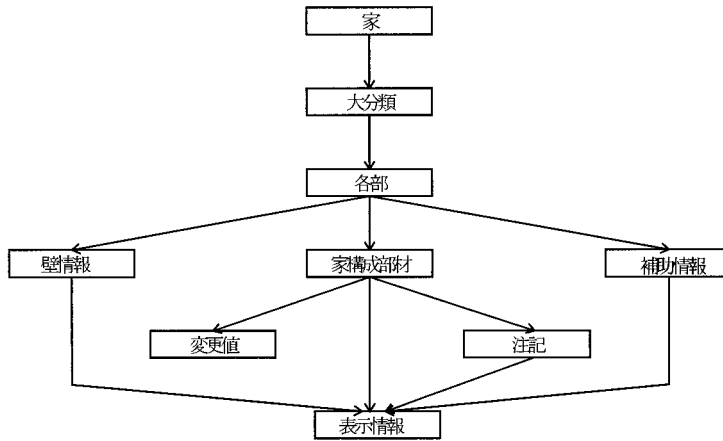 家
大分類
各部
壁情報
家構成部材
補助情報
変更値
注記
表示情報